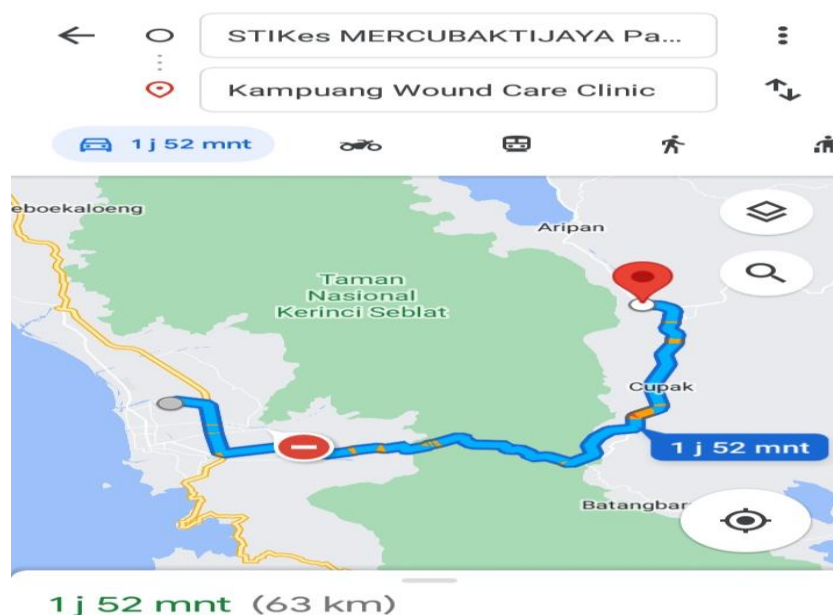 STIKes MERCUBAKTIJAYA Pa...
Kampuang Wound Care Clinic
1 j 52 mnt
eboekaloeng
Aripan
Taman
Nasional
Kerinci Seblat
Cupak
1 j 52 mnt
Batangbar
1 j 52 mnt (63 km)